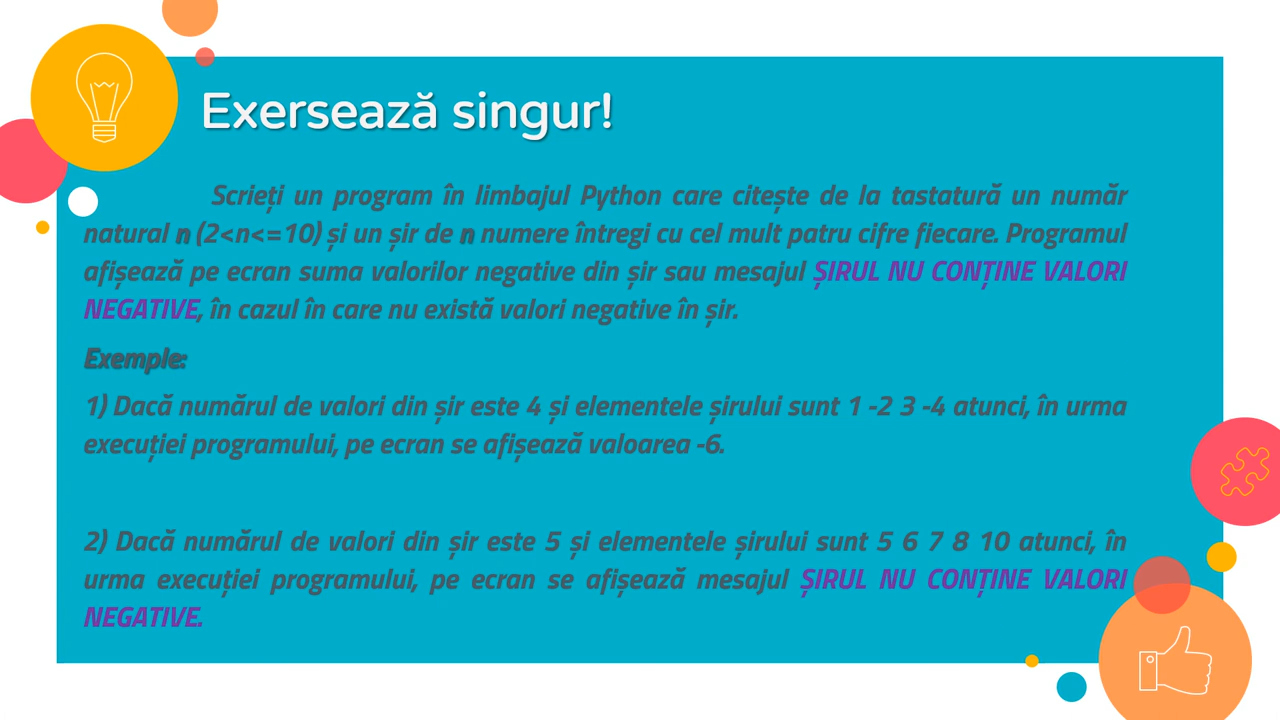 Exersează singur!
Scrieți un program în limbajul Python care citește de la tastatură un număr
natural n (2<n<=10) și un șir de n numere întregi cu cel mult patru cifre fiecare. Programul
afișează pe ecran suma valorilor negative din șir sau mesajul ȘIRUL NU CONȚINE VALORI
NEGATIVE, în cazul în care nu există valori negative în șir.
Exemple:
1) Dacă numărul de valori din șir este 4 și elementele șirului sunt 1 -2 3 -4 atunci, în urma
execuției programului, pe ecran se afișează valoarea -6.
2) Dacă numărul de valori din șir este 5 și elementele șirului sunt 5 6 7 8 10 atunci, în
urma execuției programului, pe ecran se afișează mesajul ȘIRUL NU CONȚINE VALORI
NEGATIVE.